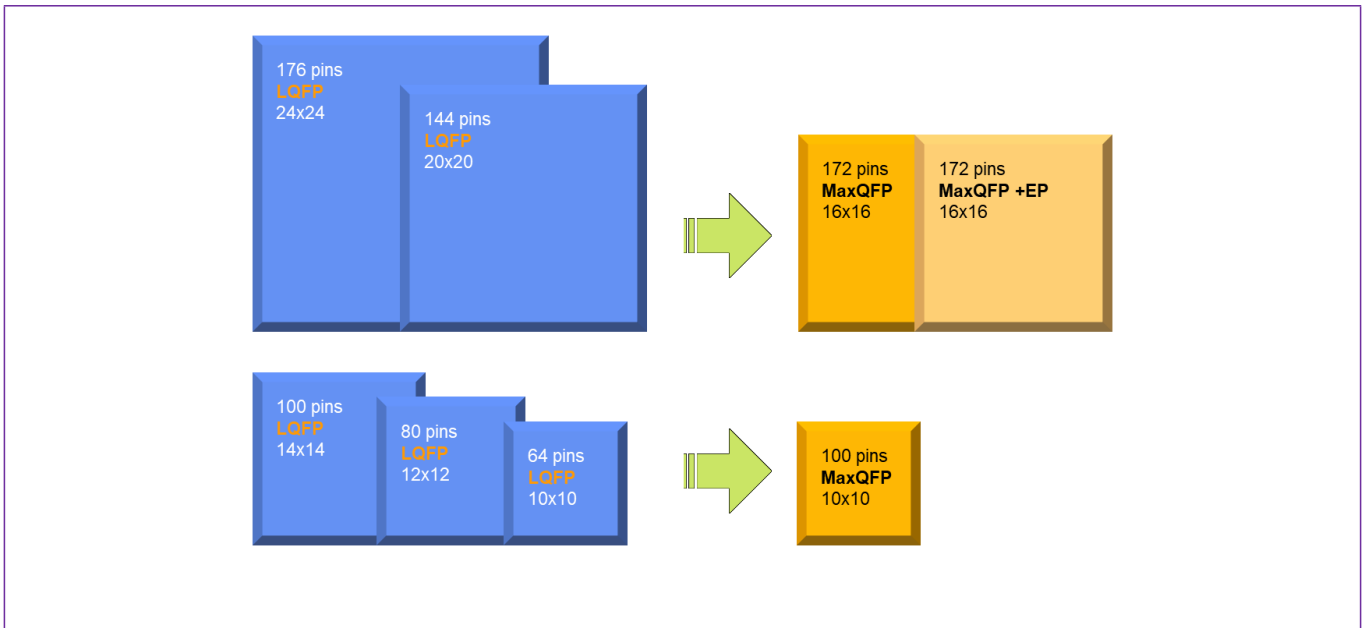 176 pins
LQFP
24x24
144 pins
LQFP
20x20
172 pins
MaxQFP
16x16
172 pins
MaxQFP +EP
16x16
100 pins
LQFP
14x14
80 pins
LQFP
12x12
64 pins
LQFP
10x10
100 pins
MaxQFP
10x10